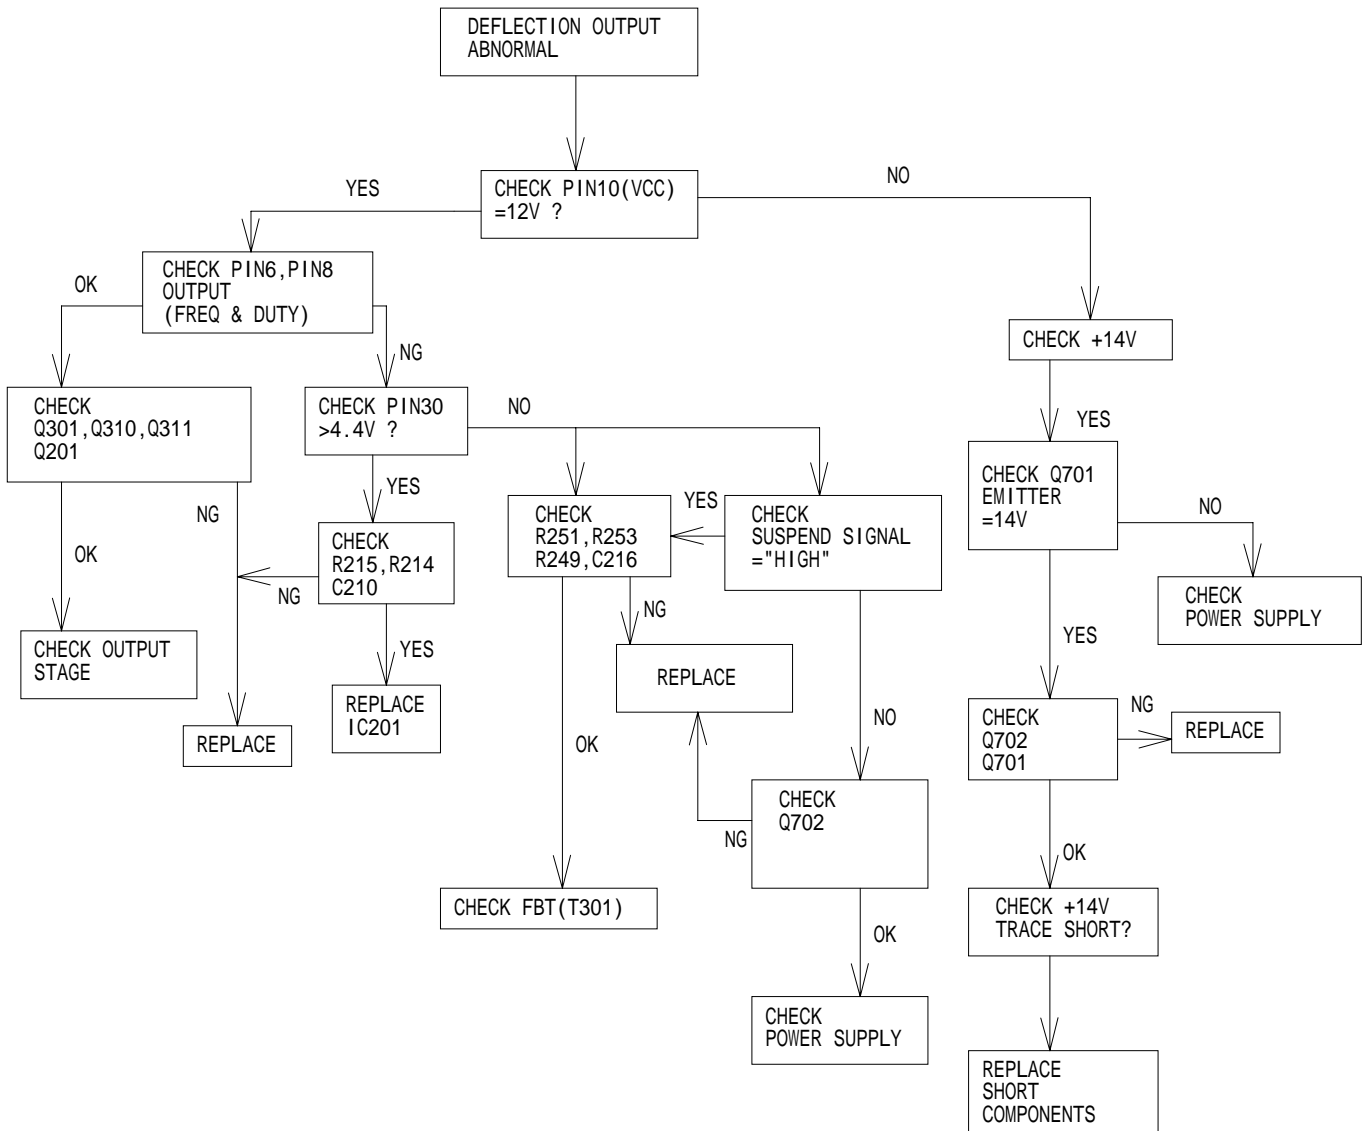 DEFLECTION OUTPUT
ABNORMAL
CHECK PIN10(VCC)
=12V ?
YES
NO
CHECK PIN6,PIN8
OUTPUT
(FREQ & DUTY)
OK
NG
CHECK +14V
CHECK
Q301,Q310,Q311
Q201
CHECK PIN30
>4.4V ?
NO
YES
YES
CHECK Q701
EMITTER
=14V
NO
NG
OK
CHECK
R215,R214
C210
NG
CHECK
R251,R253
R249,C216
YES
CHECK
SUSPEND SIGNAL
="HIGH"
CHECK
POWER SUPPLY
NG
YES
YES
CHECK OUTPUT
STAGE
REPLACE
IC201
REPLACE
REPLACE
OK
NO
CHECK
Q702
Q701
NG
REPLACE
CHECK
Q702
NG
OK
CHECK FBT(T301)
OK
CHECK +14V
TRACE SHORT?
CHECK
POWER SUPPLY
REPLACE
SHORT
COMPONENTS